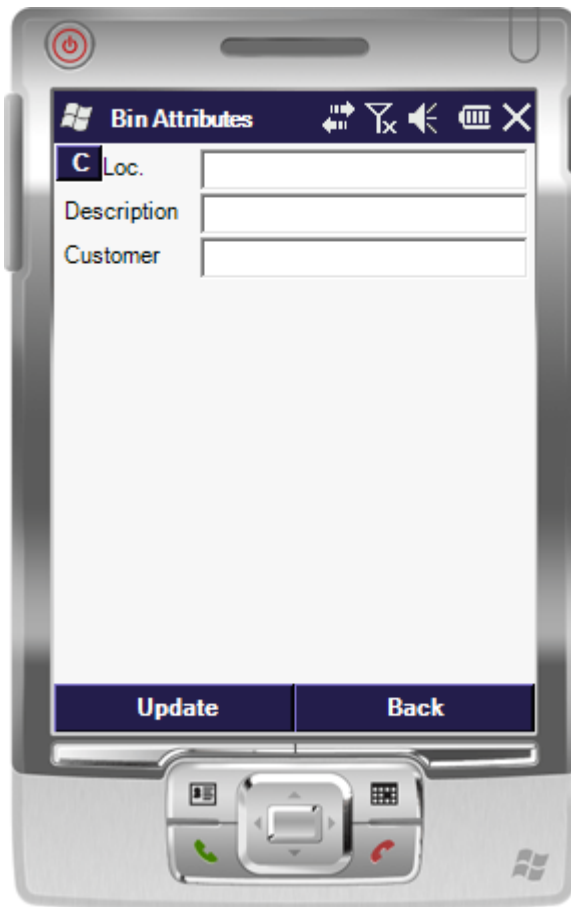 Bin Attributes
C Loc.
Description
Customer
Update Back